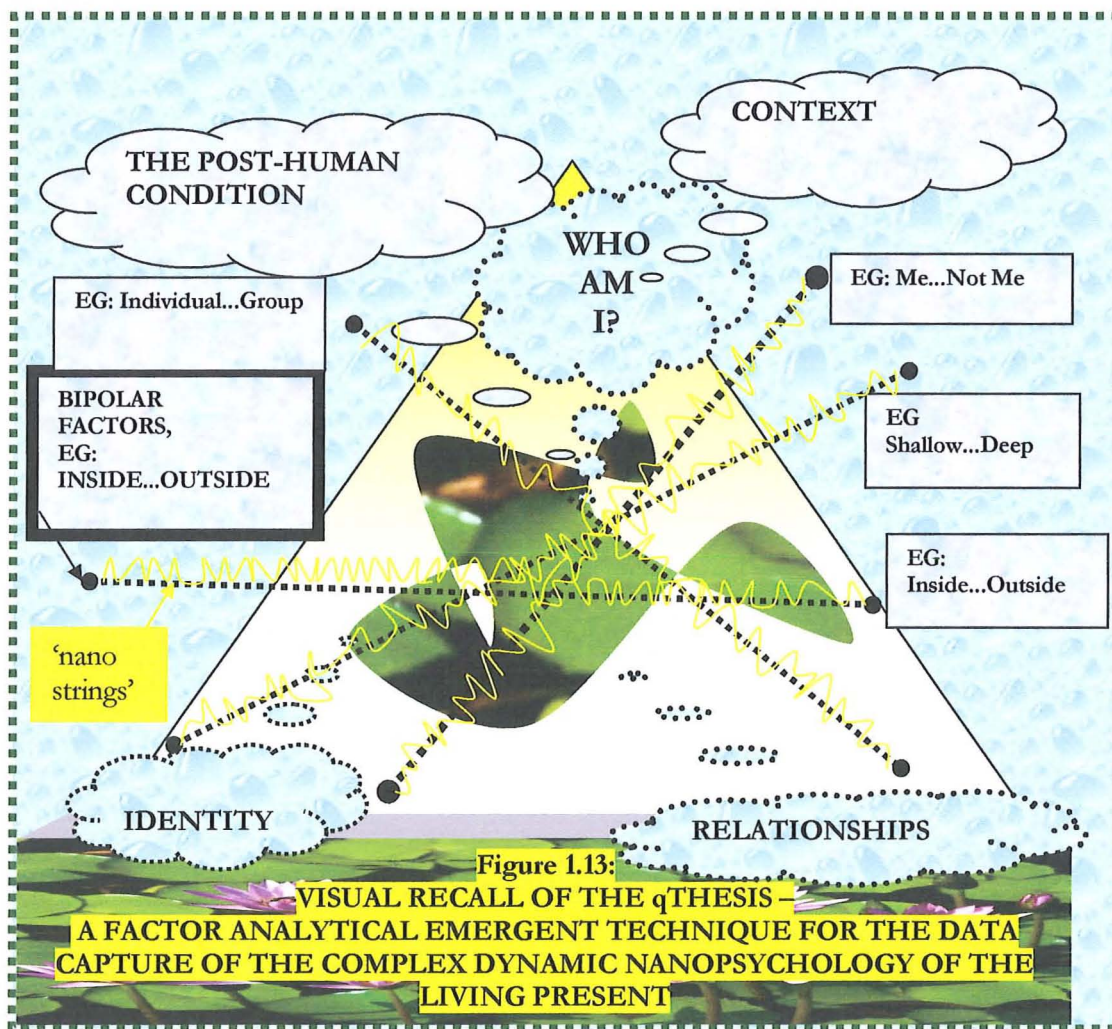 CONTEXT
THE POST-HUMAN
CONDITION
WHO
AM
I?
EG: Individual...Group
EG: Me...Not Me
BIPOLAR
FACTORS,
EG:
INSIDE...OUTSIDE
EG
Shallow...Deep
EG:
Inside...Outside
‘nano
strings’
IDENTITY
RELATIONSHIPS
Figure 1.13:
VISUAL RECALL OF THE qTHESIS –
A FACTOR ANALYTICAL EMERGENT TECHNIQUE FOR THE DATA
CAPTURE OF THE COMPLEX DYNAMIC NANOPSYCHOLOGY OF THE
LIVING PRESENT